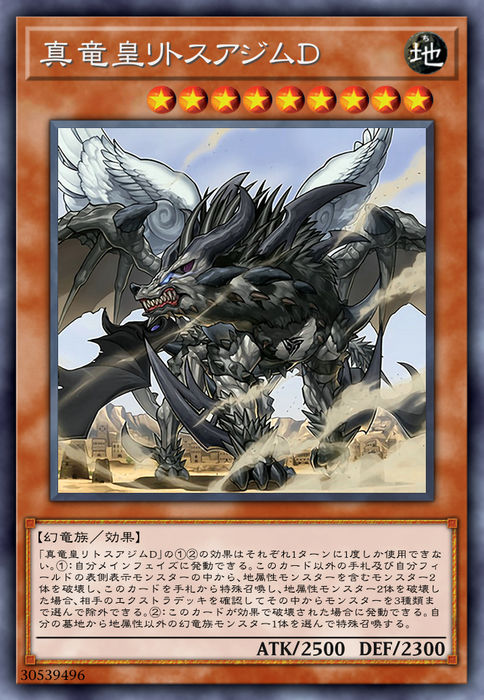 真竜皇リトスアジムD
ち
地
【幻竜族／効果】
「真竜皇リトスアジムD」の①②の効果はそれぞれ1ターンに1度しか使用できな
い。①：自分メインフェイズに発動できる。このカード以外の手札及び自分フィ
ールドの表側表示モンスターの中から、地属性モンスターを含むモンスター2
体を破壊し、このカードを手札から特殊召喚し、地属性モンスター2体を破壊し
た場合、相手のエクストラデッキを確認してその中からモンスターを3種類ま
で選んで除外できる。②：このカードが効果で破壊された場合に発動できる。自
分の墓地から地属性以外の幻竜族モンスター1体を選んで特殊召喚する。
ATK/2500 DEF/2300
30539496